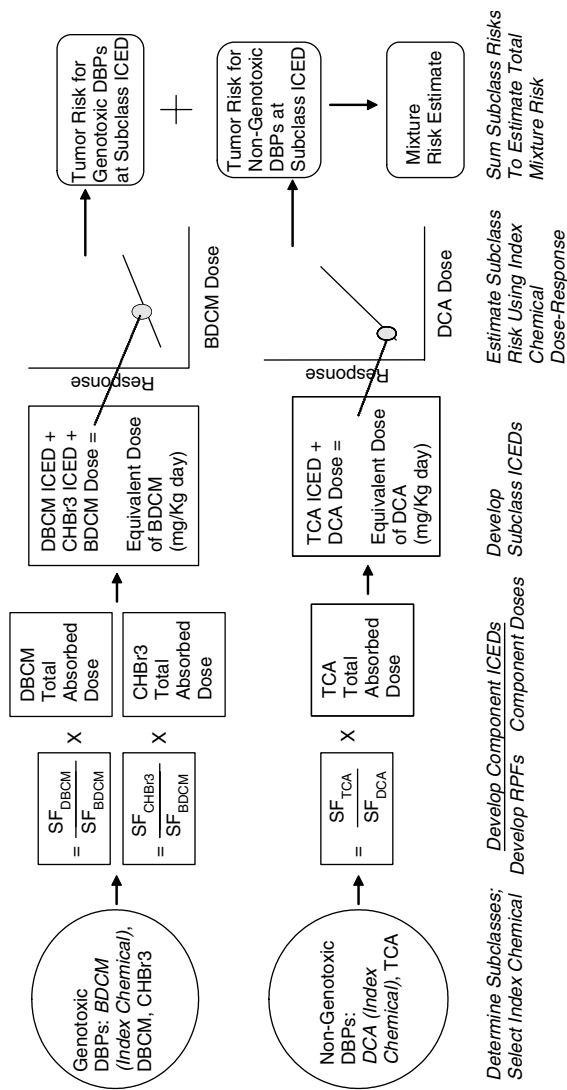 Genotoxic
DBPs: BDCM
(Index Chemical),
DBCM, CHBr3
= SF_DBCM
SF_BDCM
X
DBCM
Total
Absorbed
Dose
= SF_CHBr3
SF_BDCM
X
CHBr3
Total
Absorbed
Dose
DBCM ICED +
CHBr3 ICED +
BDCM Dose =
Equivalent Dose
of BDCM
(mg/Kg day)
Response
BDCM Dose
Tumor Risk for
Genotoxic DBPs
at Subclass ICED
+
Non-Genotoxic
DBPs:
DCA (Index
Chemical), TCA
= SF_TCA
SF_DCA
X
TCA
Total
Absorbed
Dose
TCA ICED +
DCA Dose =
Equivalent Dose
of DCA
(mg/Kg day)
Response
DCA Dose
Tumor Risk for
Non-Genotoxic
DBPs at
Subclass ICED
Mixture
Risk Estimate
Determine Subclasses;
Select Index Chemical
Develop Component ICEDs
Develop RPFs Component Doses
Develop
Subclass ICEDs
Estimate Subclass
Risk Using Index
Chemical
Dose-Response
Sum Subclass Risks
To Estimate Total
Mixture Risk